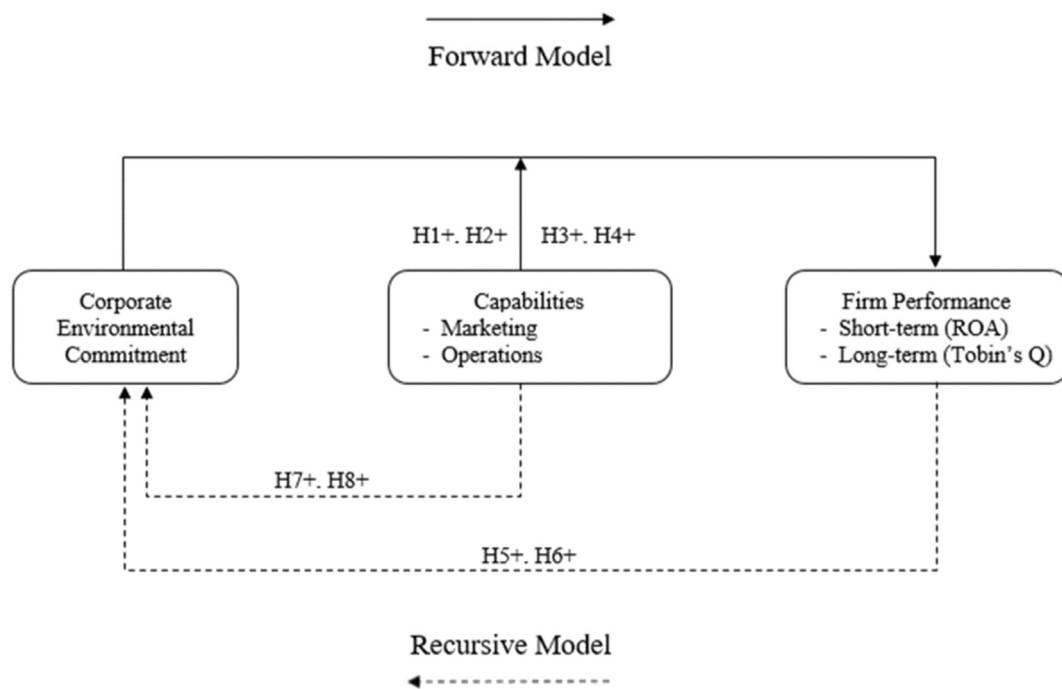 Forward Model
H1+. H2+
H3+. H4+
Corporate
Environmental
Commitment
Capabilities
- Marketing
- Operations
Firm Performance
- Short-term (ROA)
- Long-term (Tobin’s Q)
H7+. H8+
H5+. H6+
Recursive Model